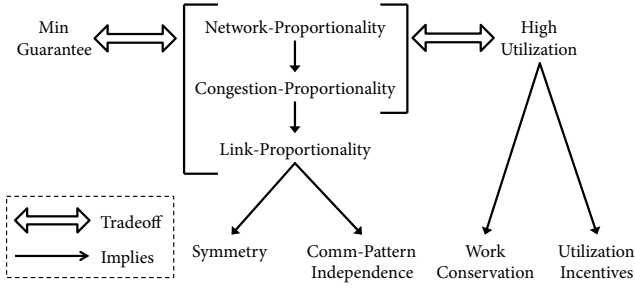 Min
Guarantee
Network-Proportionality
Congestion-Proportionality
Link-Proportionality
High
Utilization
Symmetry
Comm-Pattern
Independence
Work
Conservation
Utilization
Incentives
Tradeoff
Implies